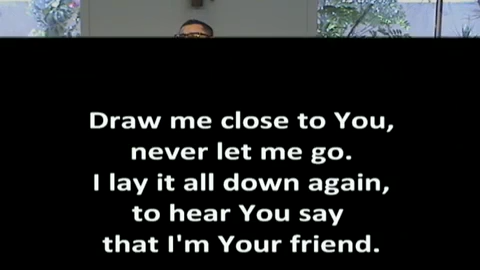 Draw me close to You,
never let me go.
I lay it all down again,
to hear You say
that I'm Your friend.